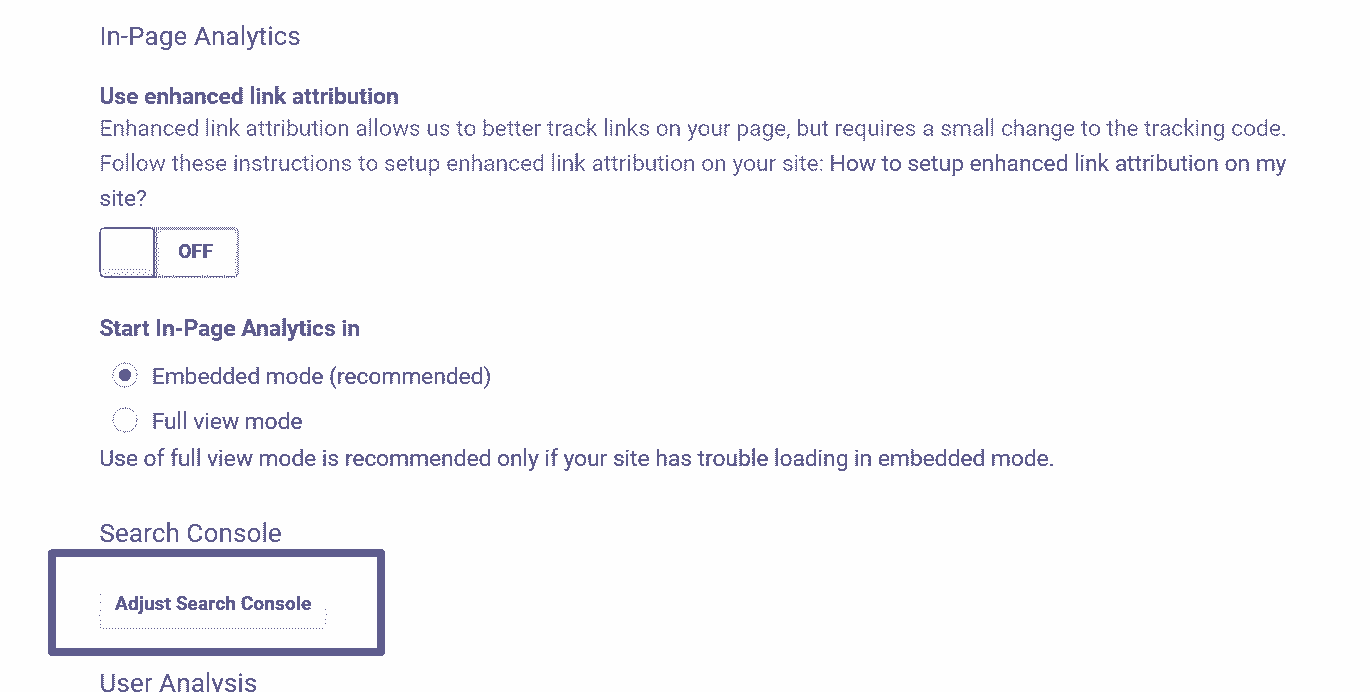 In-Page Analytics
Use enhanced link attribution
Enhanced link attribution allows us to better track links on your page, but requires a small change to the tracking code.
Follow these instructions to setup enhanced link attribution on your site: How to setup enhanced link attribution on my
site?
OFF
Start In-Page Analytics in
Embedded mode (recommended)
Full view mode
Use of full view mode is recommended only if your site has trouble loading in embedded mode.
Search Console
Adjust Search Console
User Analysis